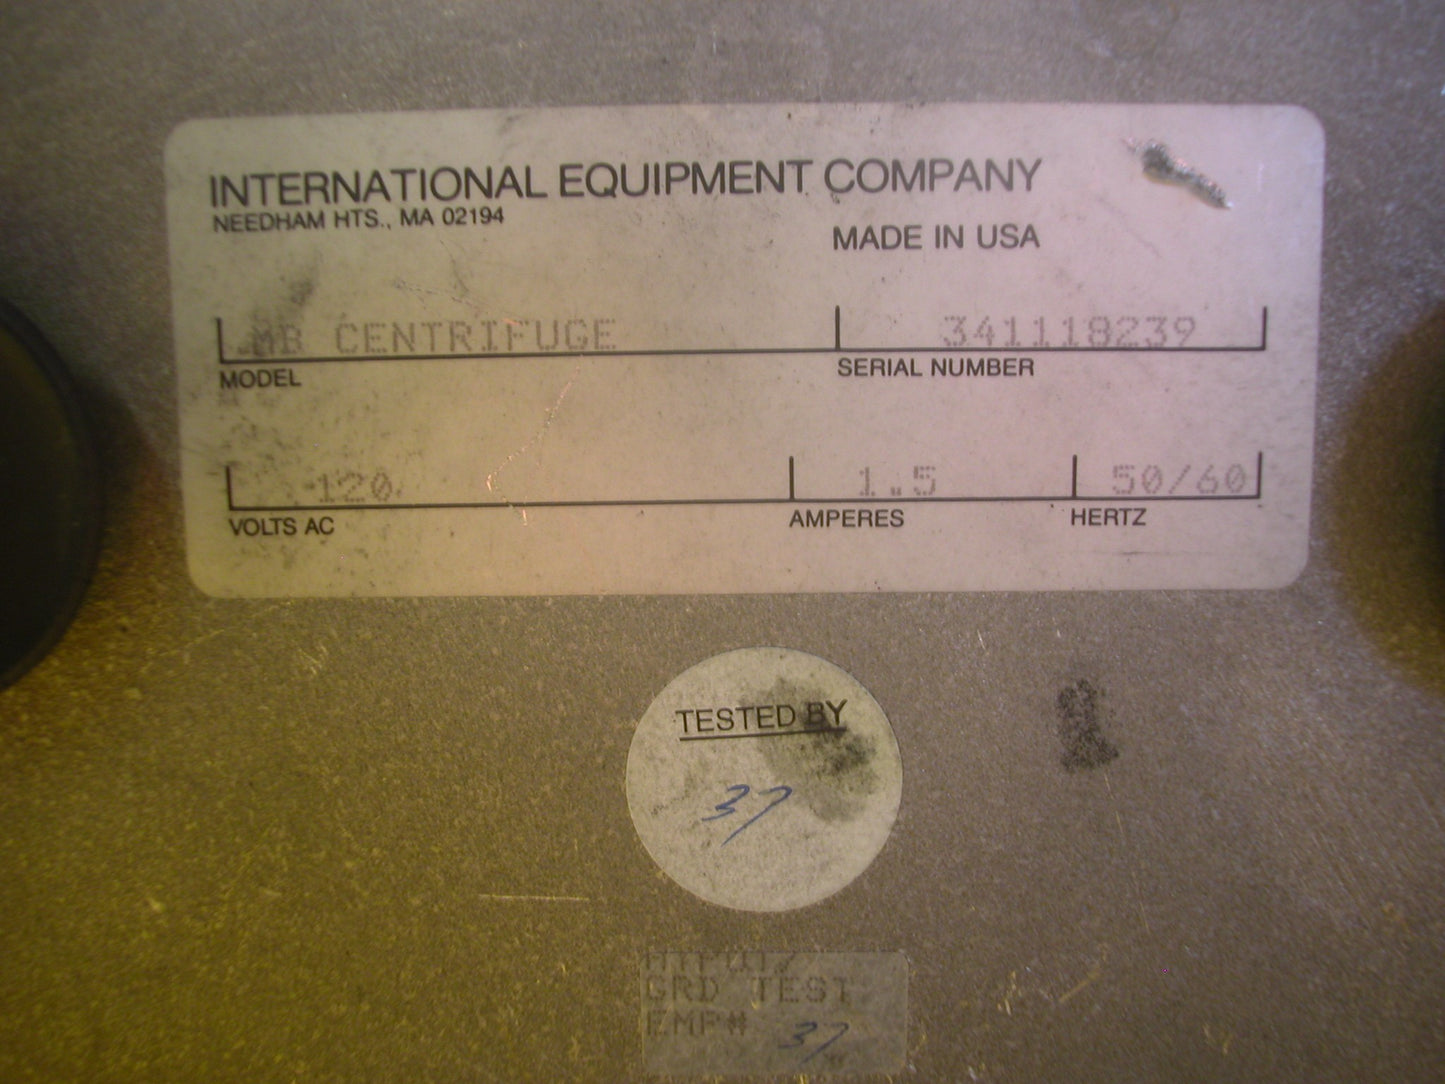 INTERNATIONAL EQUIPMENT COMPANY
NEEDHAM HTS., MA 02194
MADE IN USA
MB CENTRIFUGE 341118239
MODEL SERIAL NUMBER
120 1.5 50/60
VOLTS AC AMPERES HERTZ
TESTED BY
37
GRD TEST
EMP# 37